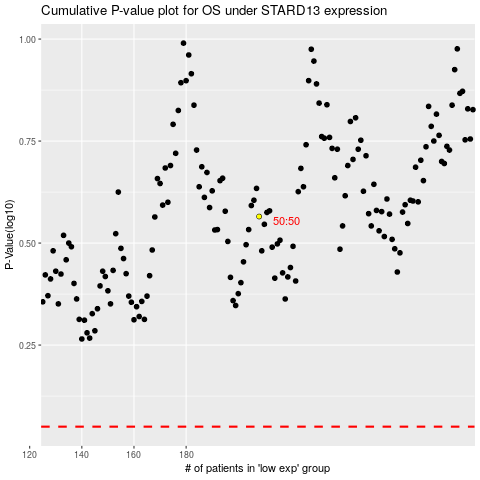 Cumulative P-value plot for OS under STARD13 expression
1.00
0.75
0.50
0.25
P-Value(log10)
50:50
120 140 160 180
# of patients in 'low exp' group